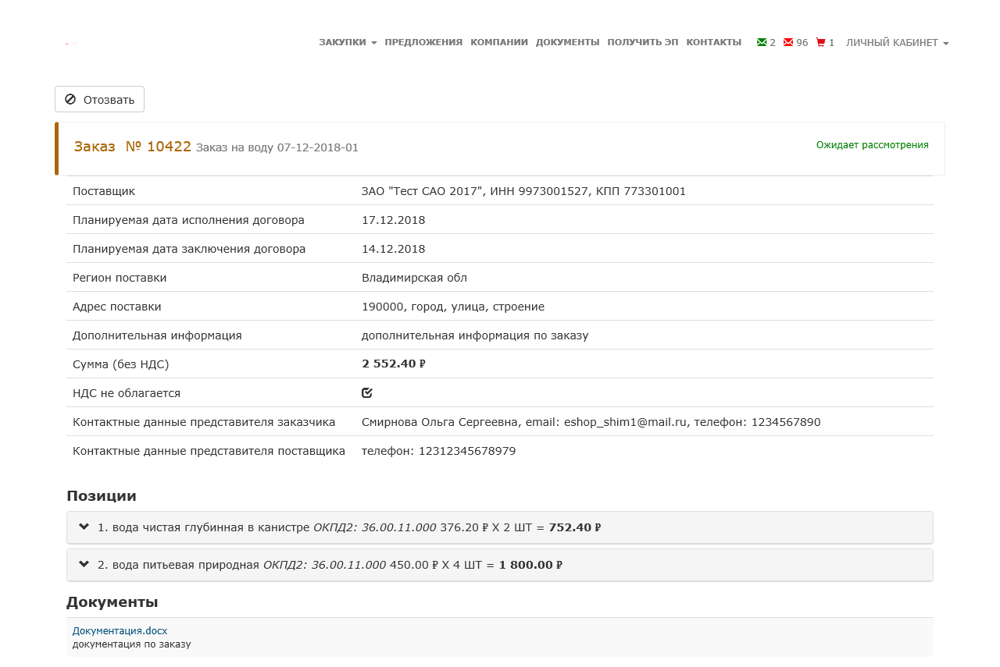 ЗАКУПКИ ПРЕДЛОЖЕНИЯ КОМПАНИИ ДОКУМЕНТЫ ПОЛУЧИТЬ ЭП КОНТАКТЫ 2 96 1 ЛИЧНЫЙ КАБИНЕТ
Отозвать
Заказ № 10422 Заказ на воду 07-12-2018-01 Ожидает рассмотрения
Поставщик ЗАО "Тест САО 2017", ИНН 9973001527, КПП 773301001
Планируемая дата исполнения договора 17.12.2018
Планируемая дата заключения договора 14.12.2018
Регион поставки Владимирская обл
Адрес поставки 190000, город, улица, строение
Дополнительная информация дополнительная информация по заказу
Сумма (без НДС) 2 552.40 ₽
НДС не облагается
Контактные данные представителя заказчика Смирнова Ольга Сергеевна, email: eshop_shim1@mail.ru, телефон: 1234567890
Контактные данные представителя поставщика телефон: 12312345678979
Позиции
1. вода чистая глубинная в канистре ОКПД2: 36.00.11.000 376.20 ₽ X 2 ШТ = 752.40 ₽
2. вода питьевая природная ОКПД2: 36.00.11.000 450.00 ₽ X 4 ШТ = 1 800.00 ₽
Документы
Документация.docx
документация по заказу